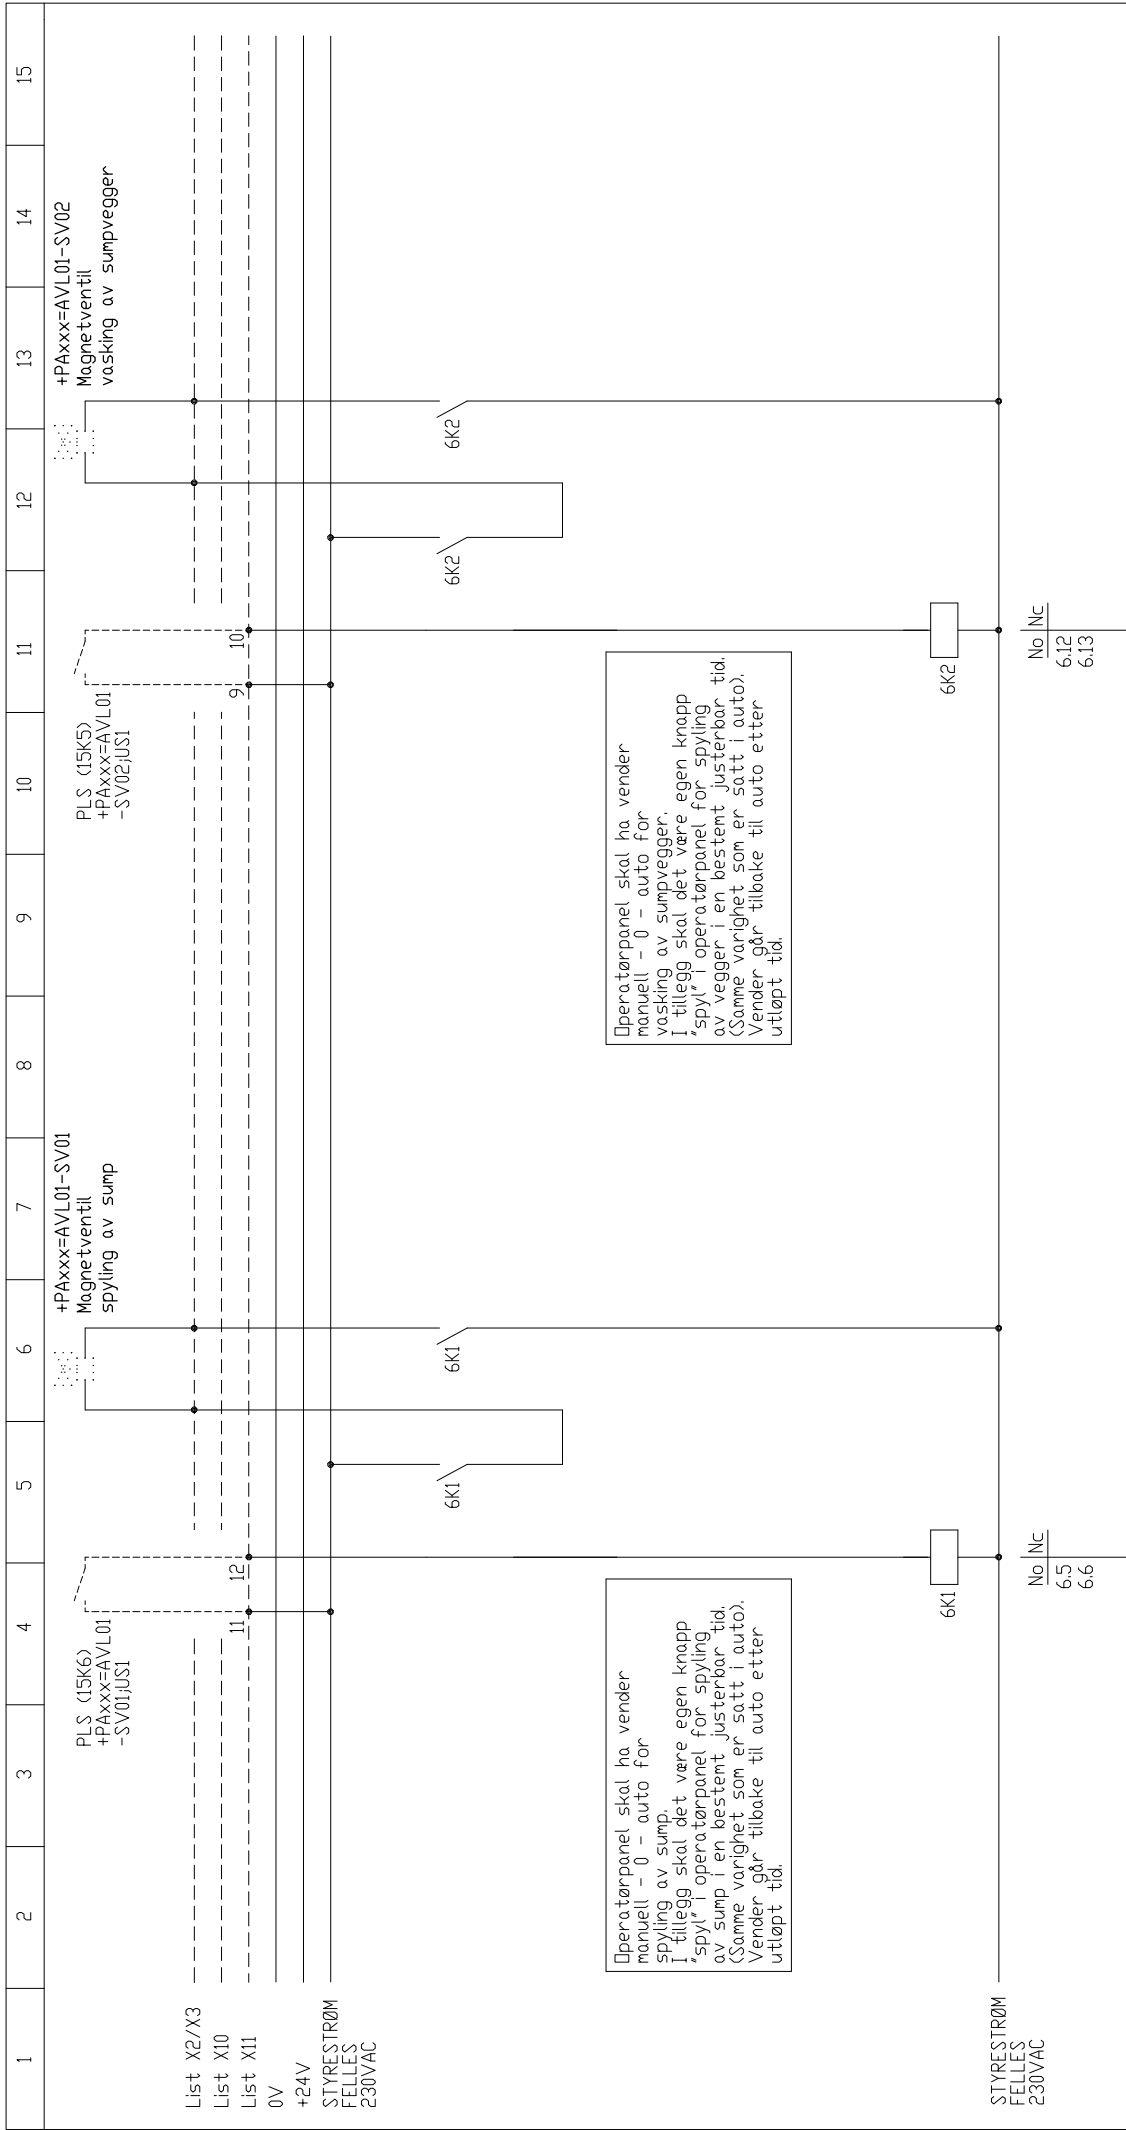 1
2
3
4
5
6
7
8
9
10
11
12
13
14
15
+PAxxx=AVL01-SV01
Magnetventil
spyling av sump
+PAxxx=AVL01-SV02
Magnetventil
vasking av sumpvegger
PLS (15K6)
+PAxxx=AVL01
-SV01;US1
PLS (15K5)
+PAxxx=AVL01
-SV02;US1
List X2/X3
List X10
List X11
11
12
9
10
0V
+24V
STYRESTRØM
FELLES
230VAC
6K1
6K1
6K2
6K2
Operatørpanel skal ha vender
manuell - 0 - auto for
spyling av sump.
I tillegg skal det være egen knapp
"spyl" i operatørpanel for spyling
av sump i en bestemt justerbar tid.
(Samme varighet som er satt i auto).
Vender går tilbake til auto etter
utløpt tid.
Operatørpanel skal ha vender
manuell - 0 - auto for
vasking av sumpvegger.
I tillegg skal det være egen knapp
"spyl" i operatørpanel for spyling
av vegger i en bestemt justerbar tid.
(Samme varighet som er satt i auto).
Vender går tilbake til auto etter
utløpt tid.
6K1
6K2
STYRESTRØM
FELLES
230VAC
No Nc
6.5
6.6
No Nc
6.12
6.13